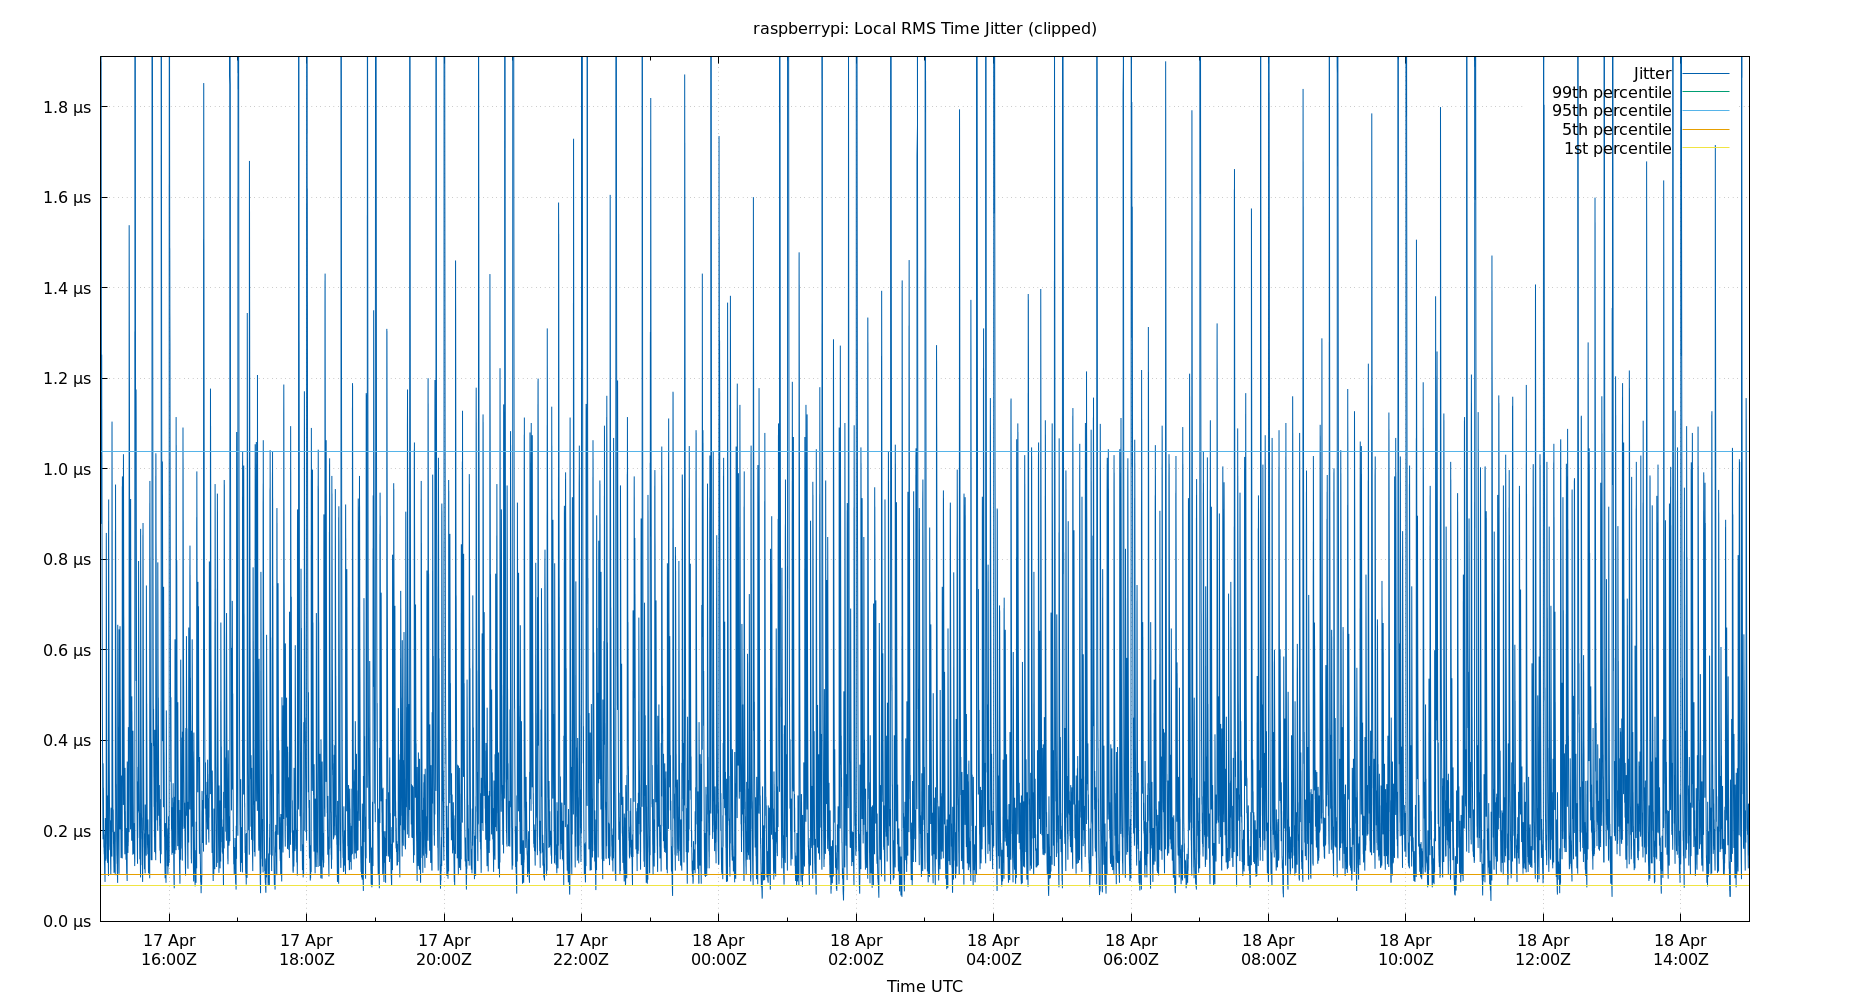 raspberrypi: Local RMS Time Jitter (clipped)
Jitter
99th percentile
95th percentile
5th percentile
1st percentile
1.8 µs
1.6 µs
1.4 µs
1.2 µs
1.0 µs
0.8 µs
0.6 µs
0.4 µs
0.2 µs
0.0 µs
17 Apr 17 Apr 17 Apr 17 Apr 18 Apr 18 Apr 18 Apr 18 Apr 18 Apr 18 Apr 18 Apr 18 Apr
16:00Z 18:00Z 20:00Z 22:00Z 00:00Z 02:00Z 04:00Z 06:00Z 08:00Z 10:00Z 12:00Z 14:00Z
Time UTC